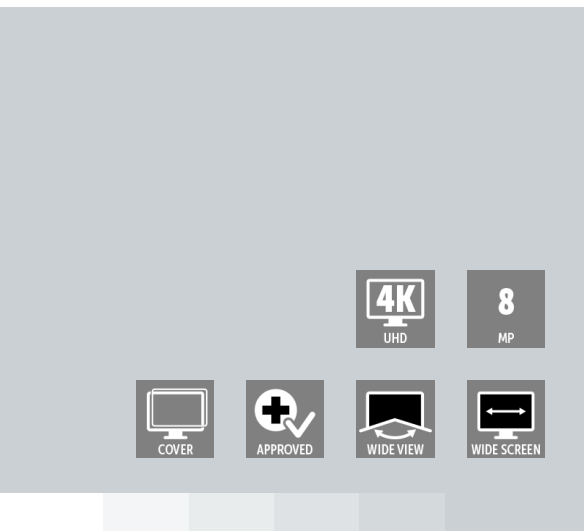 4K
UHD
8
MP
COVER
APPROVED
WIDE VIEW
WIDE SCREEN